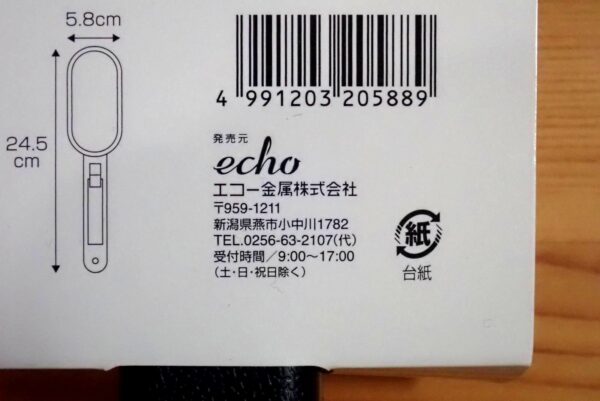 5.8cm
24.5
cm
4 991203 205889
発売元
echo
エコー金属株式会社
〒959-1211
新潟県燕市小中川1782
TEL.0256-63-2107(代)
受付時間／9:00〜17:00
(土・日・祝日除く)
紙
台紙